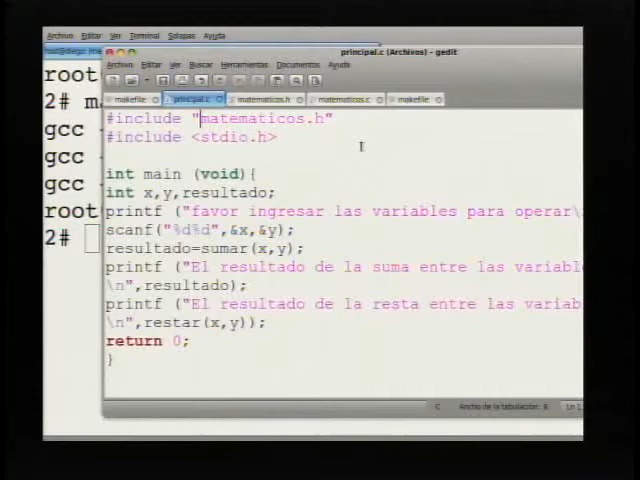 Archivo Editar Ver Terminal Solapas Ayuda
principal.c (Archivos) - gedit
Archivo Editar Ver Buscar Herramientas Documentos Ayuda
makefile principal.c matematicos.h matematicos.c makefile
root
2# m
gcc
gcc
gcc
root
2#
#include "matematicos.h"
#include <stdio.h>
int main (void){
int x,y,resultado;
printf ("favor ingresar las variables para operar\
scanf("%d%d",&x,&y);
resultado=sumar(x,y);
printf ("El resultado de la suma entre las variabl
\n",resultado);
printf ("El resultado de la resta entre las variab
\n",restar(x,y));
return 0;
}
C Ancho de la tabulación: 8 Ln 1,